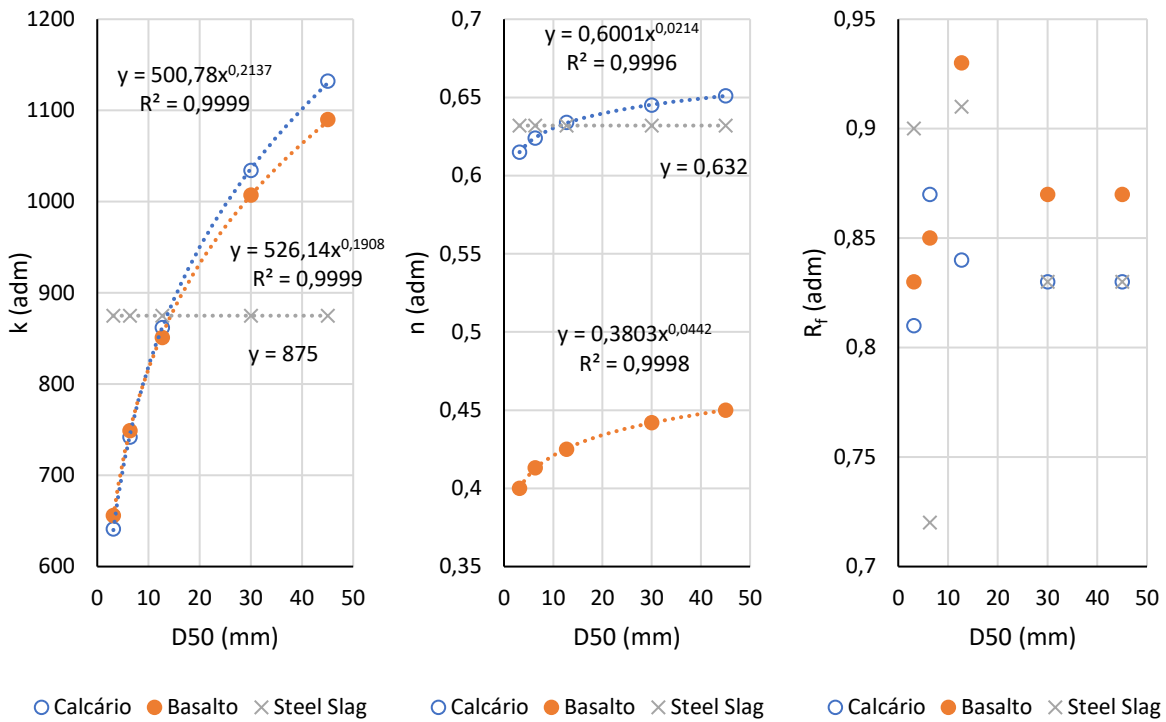 1200
1100
1000
900
800
700
600
k (adm)
y = 500,78x^0,2137
R² = 0,9999
y = 526,14x^0,1908
R² = 0,9999
y = 875
0 10 20 30 40 50
D50 (mm)
Calcário Basalto Steel Slag
0,7
0,65
0,6
0,55
0,5
0,45
0,4
0,35
n (adm)
y = 0,6001x^0,0214
R² = 0,9996
y = 0,632
y = 0,3803x^0,0442
R² = 0,9998
0 10 20 30 40 50
D50 (mm)
Calcário Basalto Steel Slag
0,95
0,9
0,85
0,8
0,75
0,7
R_f (adm)
0 10 20 30 40 50
D50 (mm)
Calcário Basalto Steel Slag